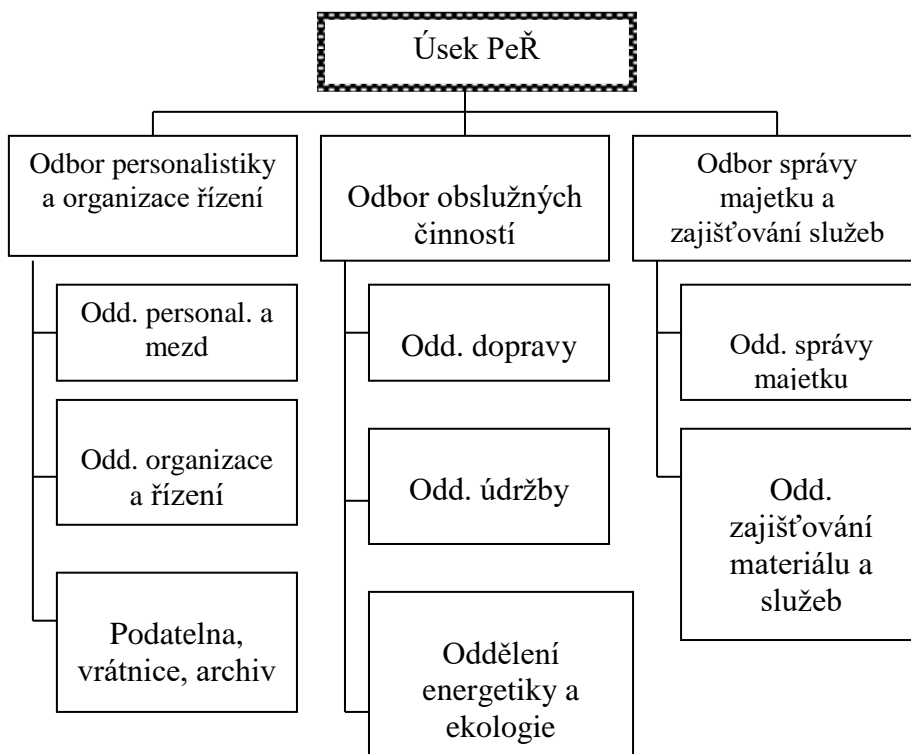 Úsek PeŘ
Odbor personalistiky
a organizace řízení
Odd. personal. a
mezd
Odd. organizace
a řízení
Podatelna,
vrátnice, archiv
Odbor obslužných
činností
Odd. dopravy
Odd. údržby
Oddělení
energetiky a
ekologie
Odbor správy
majetku a
zajišťování služeb
Odd. správy
majetku
Odd.
zajišťování
materiálu a
služeb